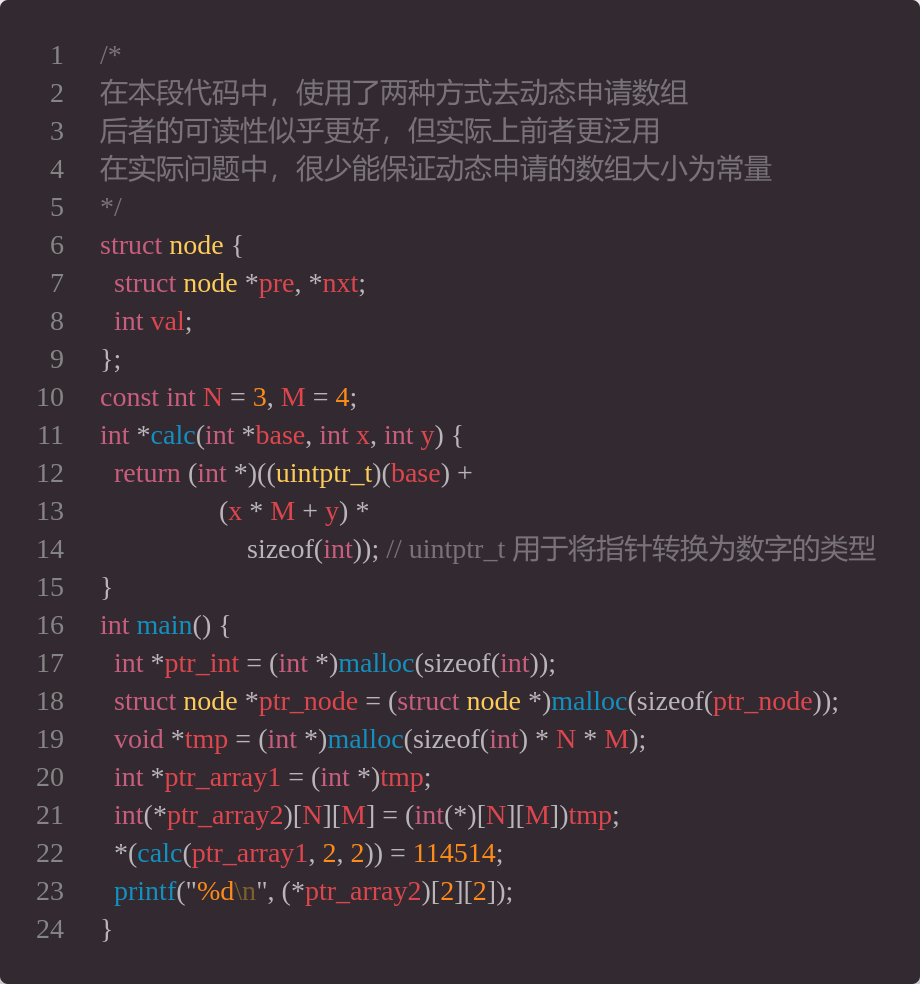 1 /*
2 在本段代码中，使用了两种方式去动态申请数组
3 后者的可读性似乎更好，但实际上前者更泛用
4 在实际问题中，很少能保证动态申请的数组大小为常量
5 */
6 struct node {
7   struct node *pre, *nxt;
8   int val;
9 };
10 const int N = 3, M = 4;
11 int *calc(int *base, int x, int y) {
12   return (int *)((uintptr_t)(base) +
13                  (x * M + y) *
14                      sizeof(int)); // uintptr_t 用于将指针转换为数字的类型
15 }
16 int main() {
17   int *ptr_int = (int *)malloc(sizeof(int));
18   struct node *ptr_node = (struct node *)malloc(sizeof(ptr_node));
19   void *tmp = (int *)malloc(sizeof(int) * N * M);
20   int *ptr_array1 = (int *)tmp;
21   int(*ptr_array2)[N][M] = (int(*)[N][M])tmp;
22   *(calc(ptr_array1, 2, 2)) = 114514;
23   printf("%d\n", (*ptr_array2)[2][2]);
24 }